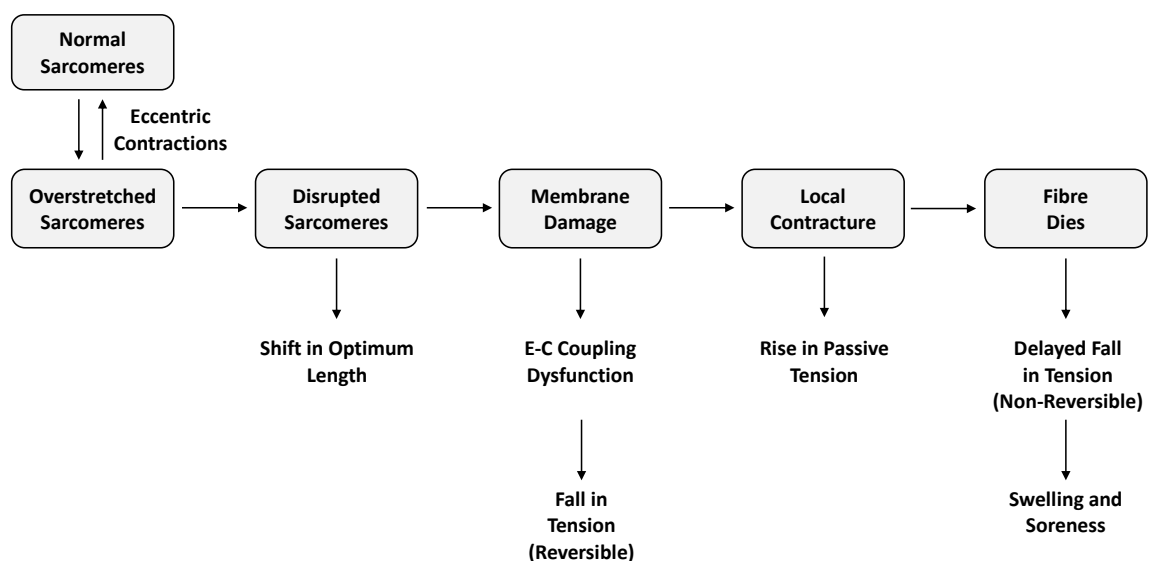 Normal
Sarcomeres
Eccentric
Contractions
Overstretched
Sarcomeres
Disrupted
Sarcomeres
Membrane
Damage
Local
Contracture
Fibre
Dies
Shift in Optimum
Length
E-C Coupling
Dysfunction
Rise in Passive
Tension
Delayed Fall
in Tension
(Non-Reversible)
Fall in
Tension
(Reversible)
Swelling and
Soreness